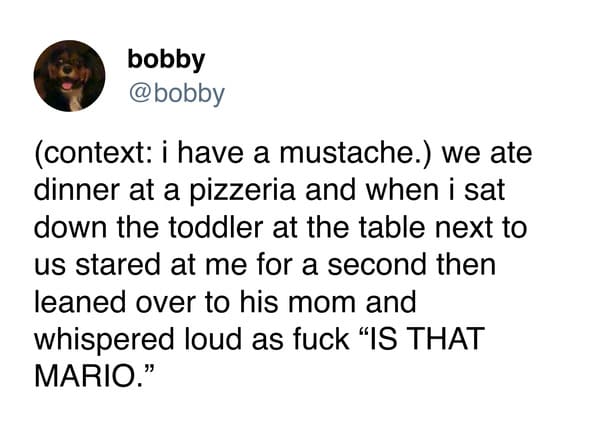 bobby
@bobby
(context: i have a mustache.) we ate
dinner at a pizzeria and when i sat
down the toddler at the table next to
us stared at me for a second then
leaned over to his mom and
whispered loud as fuck “IS THAT
MARIO.”